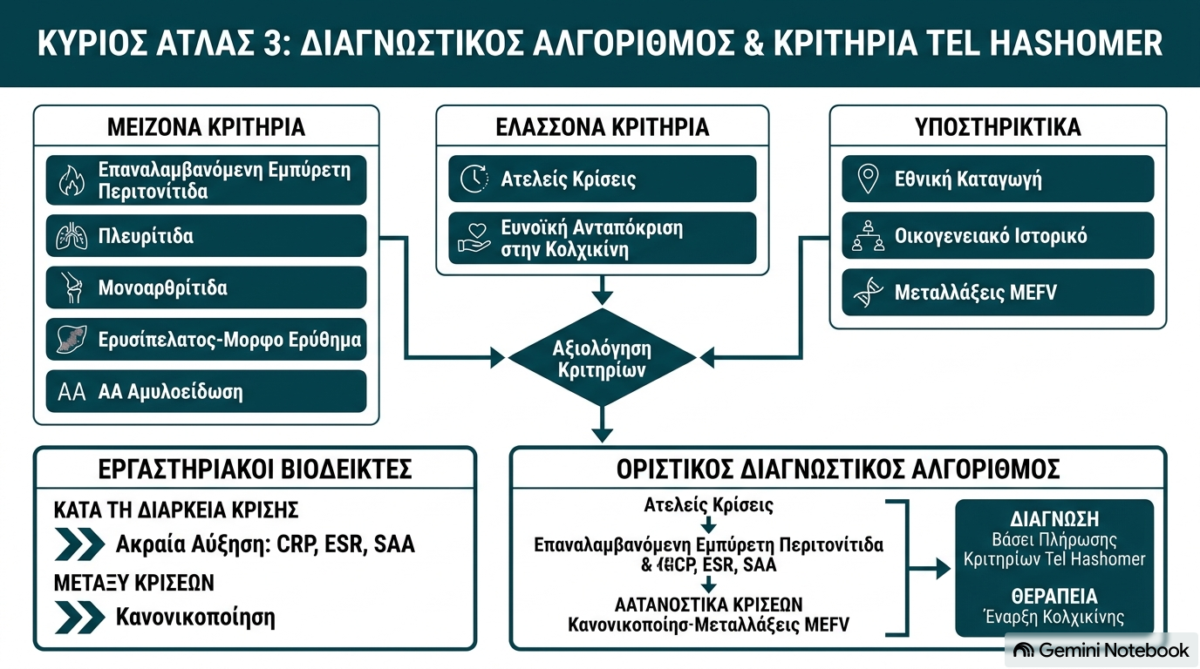 ΚΥΡΙΟΣ ΑΤΛΑΣ 3: ΔΙΑΓΝΩΣΤΙΚΟΣ ΑΛΓΟΡΙΘΜΟΣ & ΚΡΙΤΗΡΙΑ TEL HASHOMER
ΜΕΙΖΟΝΑ ΚΡΙΤΗΡΙΑ
Επαναλαμβανόμενη Εμπύρετη
Περιτονίτιδα
Πλευρίτιδα
Μονοαρθρίτιδα
Ερυσίπελατος-Μορφο Ερύθημα
AA
ΑΑ Αμυλοείδωση
ΕΛΑΣΣΟΝΑ ΚΡΙΤΗΡΙΑ
Ατελείς Κρίσεις
Ευνοϊκή Ανταπόκριση
στην Κολχικίνη
ΥΠΟΣΤΗΡΙΚΤΙΚΑ
Εθνική Καταγωγή
Οικογενειακό Ιστορικό
Μεταλλάξεις MEFV
Αξιολόγηση
Κριτηρίων
ΕΡΓΑΣΤΗΡΙΑΚΟΙ ΒΙΟΔΕΙΚΤΕΣ
ΚΑΤΑ ΤΗ ΔΙΑΡΚΕΙΑ ΚΡΙΣΗΣ
Ακραία Αύξηση: CRP, ESR, SAA
ΜΕΤΑΞΥ ΚΡΙΣΕΩΝ
Κανονικοποίηση
ΟΡΙΣΤΙΚΟΣ ΔΙΑΓΝΩΣΤΙΚΟΣ ΑΛΓΟΡΙΘΜΟΣ
Ατελείς Κρίσεις
Επαναλαμβανόμενη Εμπύρετη Περιτονίτιδα
& ESR, SAA
ΑΑΤΑΝΟΣΤΙΚΑ ΚΡΙΣΕΩΝ
Κανονικοποίησ-Μεταλλάξεις MEFV
ΔΙΑΓΝΩΣΗ
Βάσει Πλήρωσης
Κριτηρίων Tel Hashomer
ΘΕΡΑΠΕΙΑ
Έναρξη Κολχικίνης
Gemini Notebook